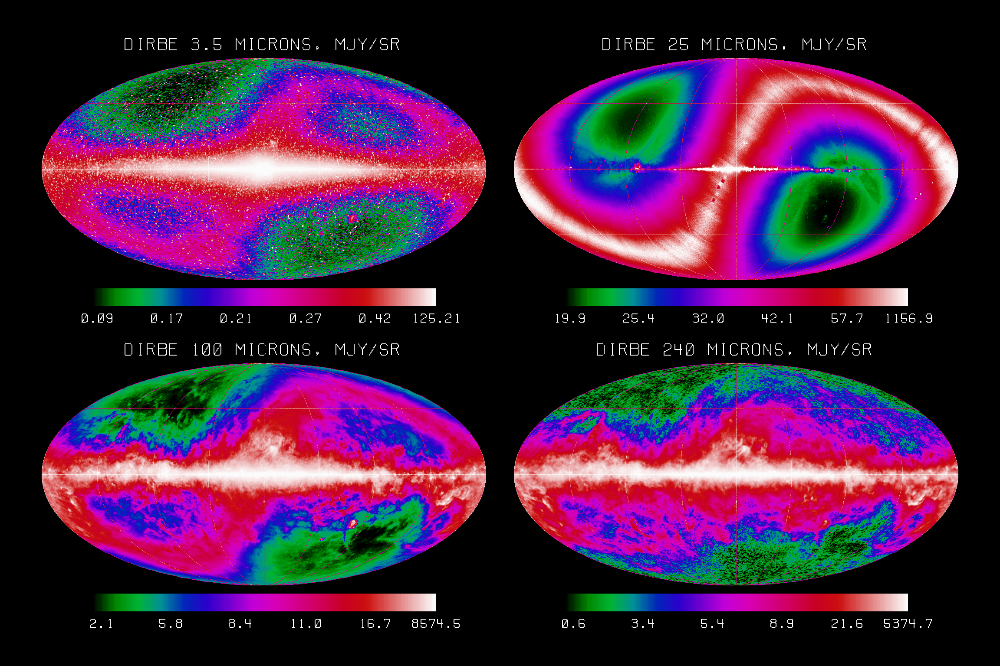 DIRBE 3.5 MICRONS, MJY/SR
0.09 0.17 0.21 0.27 0.42 125.21
DIRBE 25 MICRONS, MJY/SR
19.9 25.4 32.0 42.1 57.7 1156.9
DIRBE 100 MICRONS, MJY/SR
2.1 5.8 8.4 11.0 16.7 8574.5
DIRBE 240 MICRONS, MJY/SR
0.6 3.4 5.4 8.9 21.6 5374.7